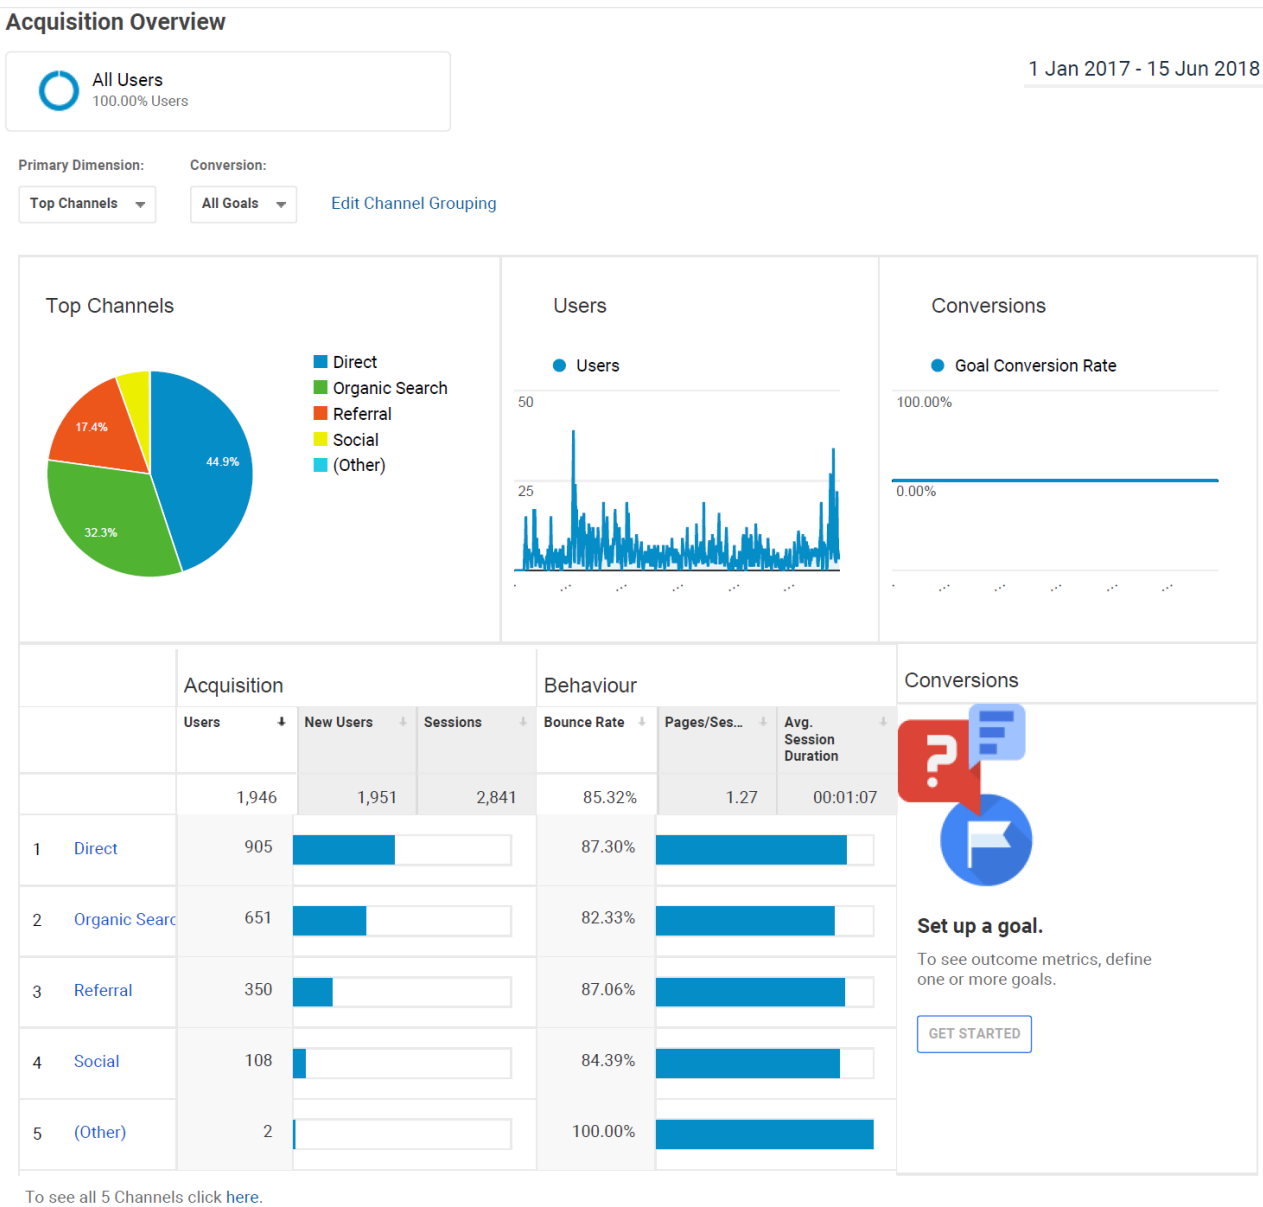 Acquisition Overview
All Users
100.00% Users
1 Jan 2017 - 15 Jun 2018
Primary Dimension:
Conversion:
Top Channels
All Goals
Edit Channel Grouping
Top Channels
Direct
Organic Search
Referral
Social
(Other)
44.9%
32.3%
17.4%
Users
Users
50
25
...
...
...
...
...
Conversions
Goal Conversion Rate
100.00%
0.00%
...
...
...
...
...
Acquisition
Behaviour
Conversions
Users
New Users
Sessions
Bounce Rate
Pages/Ses...
Avg.
Session
Duration
1,946
1,951
2,841
85.32%
1.27
00:01:07
1 Direct 905 87.30%
2 Organic Searc 651 82.33%
3 Referral 350 87.06%
4 Social 108 84.39%
5 (Other) 2 100.00%
?
Set up a goal.
To see outcome metrics, define
one or more goals.
GET STARTED
To see all 5 Channels click here.